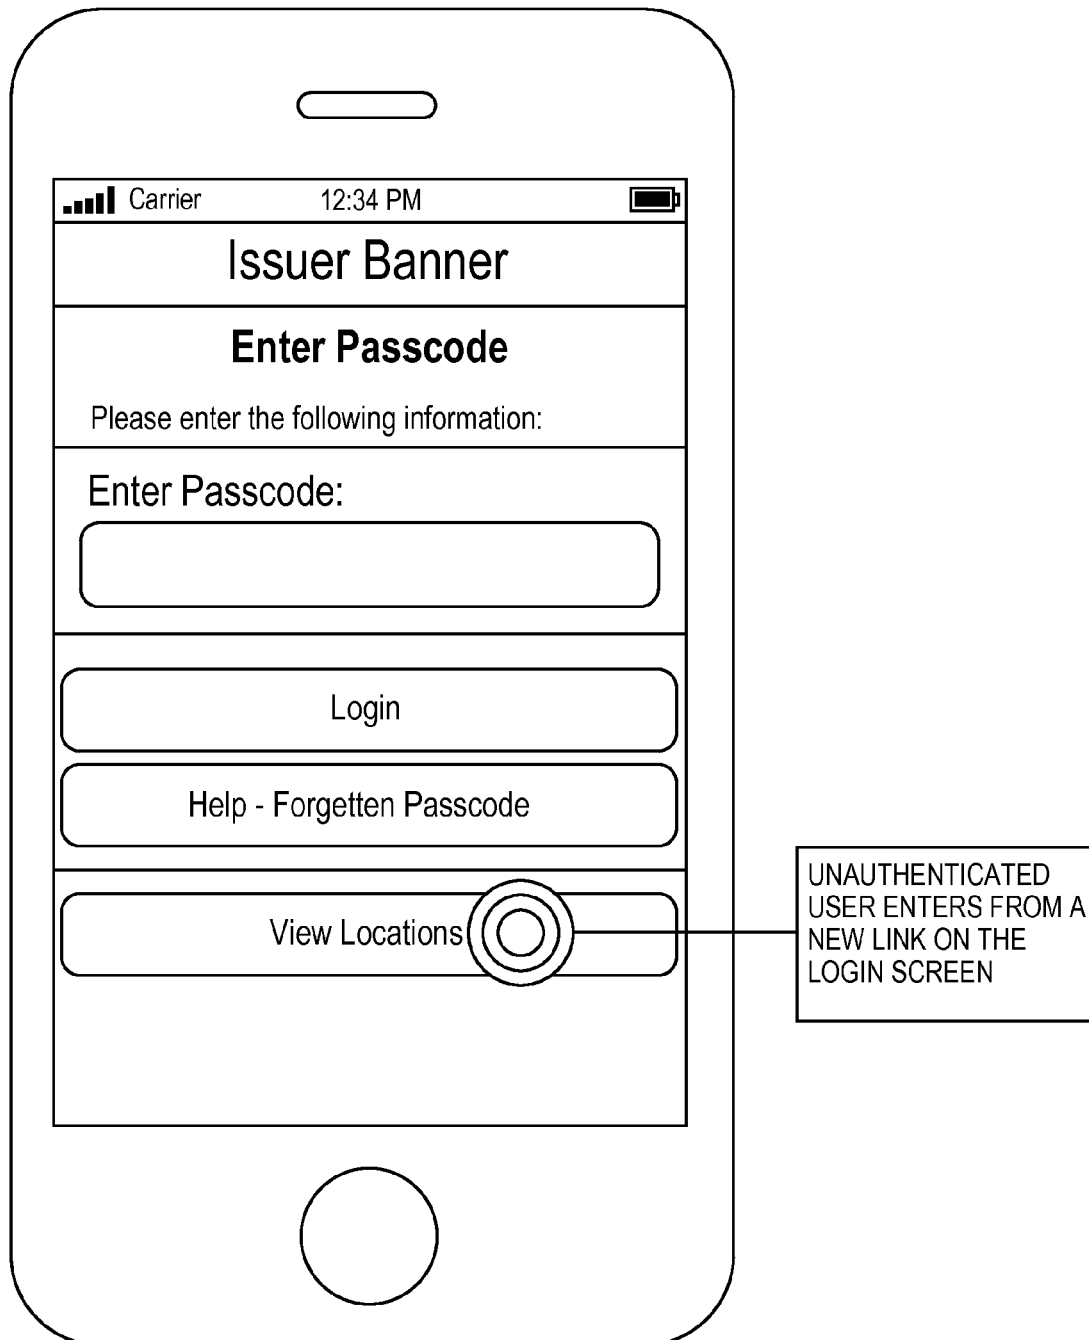 Carrier 12:34 PM
Issuer Banner
Enter Passcode
Please enter the following information:
Enter Passcode:
Login
Help - Forgetten Passcode
View Locations
UNAUTHENTICATED
USER ENTERS FROM A
NEW LINK ON THE
LOGIN SCREEN